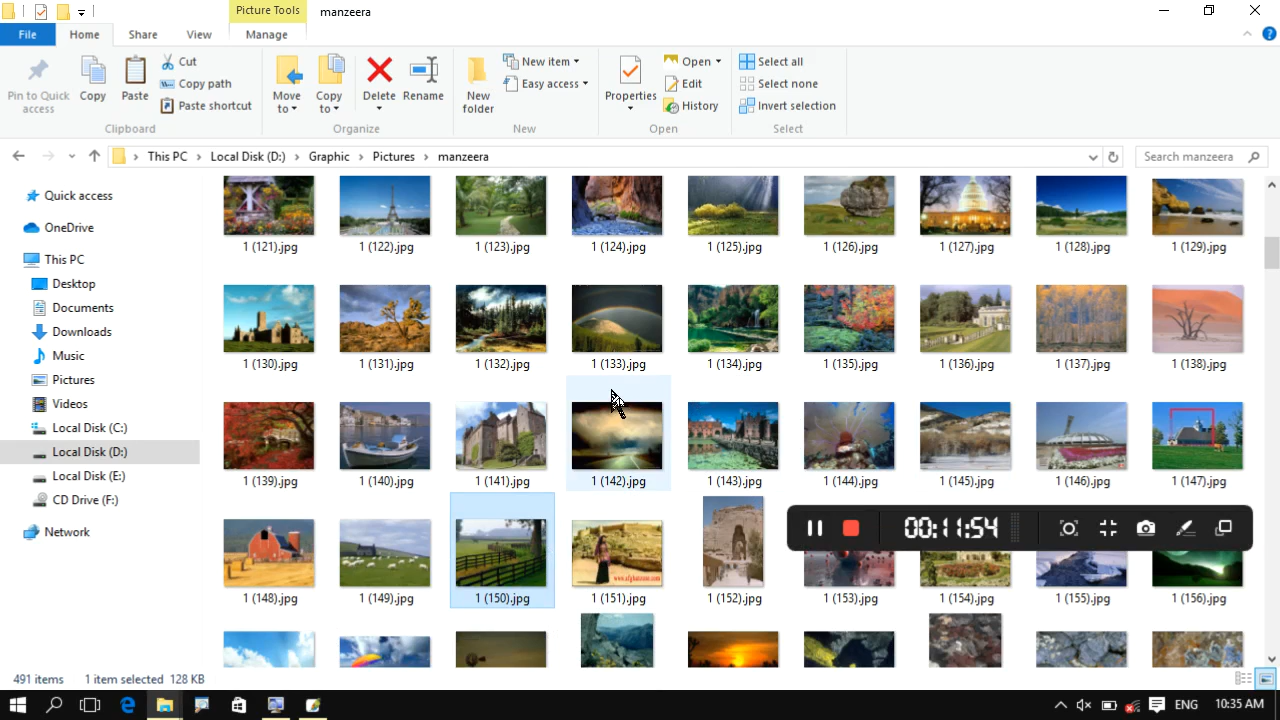 Picture Tools
manzeera
File Home Share View Manage
Pin to Quick access
Copy
Paste
Cut
Copy path
Paste shortcut
Clipboard
Move to
Copy to
Delete
Rename
Organize
New folder
New item
Easy access
New
Properties
Open
Edit
History
Open
Select all
Select none
Invert selection
Select
This PC > Local Disk (D:) > Graphic > Pictures > manzeera
Search manzeera
Quick access
OneDrive
This PC
Desktop
Documents
Downloads
Music
Pictures
Videos
Local Disk (C:)
Local Disk (D:)
Local Disk (E:)
CD Drive (F:)
Network
1 (121).jpg 1 (122).jpg 1 (123).jpg 1 (124).jpg 1 (125).jpg 1 (126).jpg 1 (127).jpg 1 (128).jpg 1 (129).jpg
1 (130).jpg 1 (131).jpg 1 (132).jpg 1 (133).jpg 1 (134).jpg 1 (135).jpg 1 (136).jpg 1 (137).jpg 1 (138).jpg
1 (139).jpg 1 (140).jpg 1 (141).jpg 1 (142).jpg 1 (143).jpg 1 (144).jpg 1 (145).jpg 1 (146).jpg 1 (147).jpg
00:11:54
1 (148).jpg 1 (149).jpg 1 (150).jpg 1 (151).jpg 1 (152).jpg 1 (153).jpg 1 (154).jpg 1 (155).jpg 1 (156).jpg
491 items 1 item selected 128 KB
ENG 10:35 AM